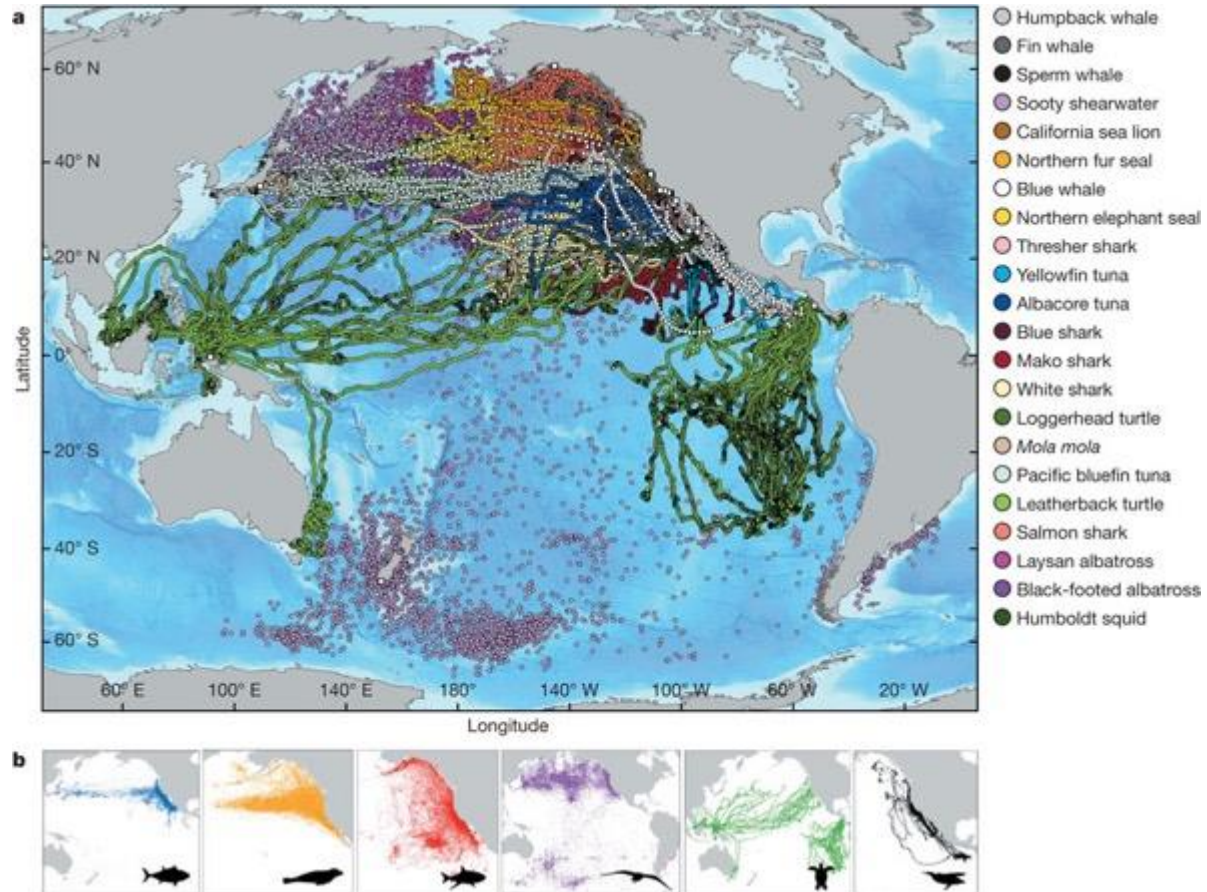 a
60° N
40° N
20° N
0°
20° S
40° S
60° S
Latitude
60° E 100° E 140° E 180° 140° W 100° W 60° W 20° W
Longitude
Humpback whale
Fin whale
Sperm whale
Sooty shearwater
California sea lion
Northern fur seal
Blue whale
Northern elephant seal
Thresher shark
Yellowfin tuna
Albacore tuna
Blue shark
Mako shark
White shark
Loggerhead turtle
Mola mola
Pacific bluefin tuna
Leatherback turtle
Salmon shark
Laysan albatross
Black-footed albatross
Humboldt squid
b